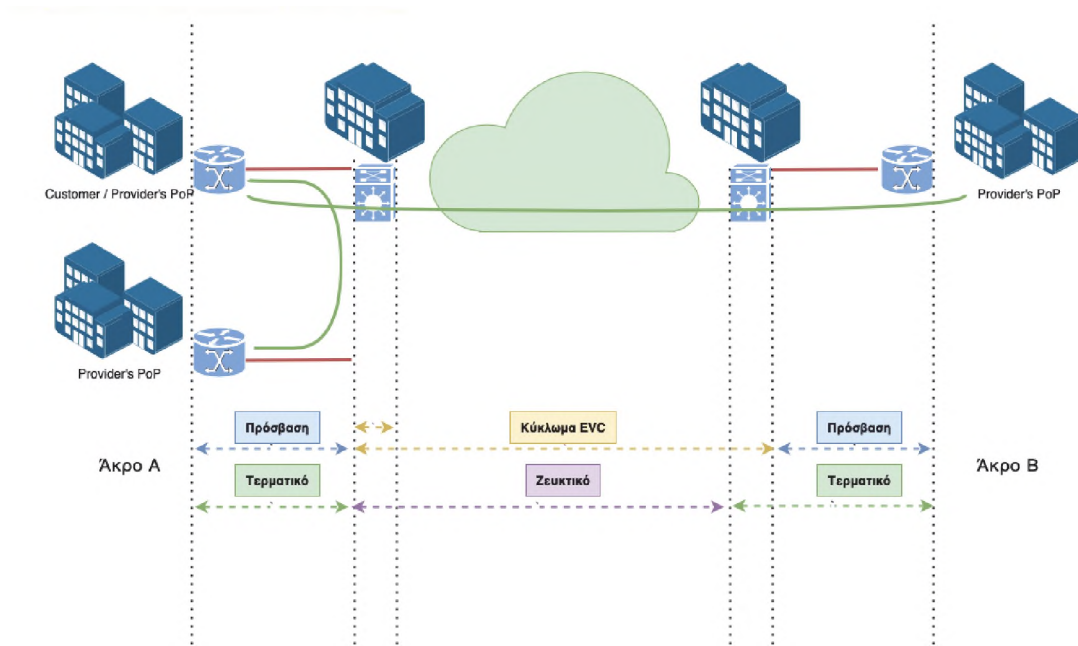 Customer / Provider's PoP
Provider's PoP
Provider's PoP
Πρόσβαση
Κύκλωμα EVC
Πρόσβαση
Άκρο Α
Άκρο Β
Τερματικό
Ζευκτικό
Τερματικό